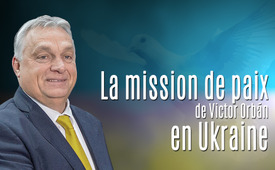 La mission de paix
de Victor Orbán
en Ukraine